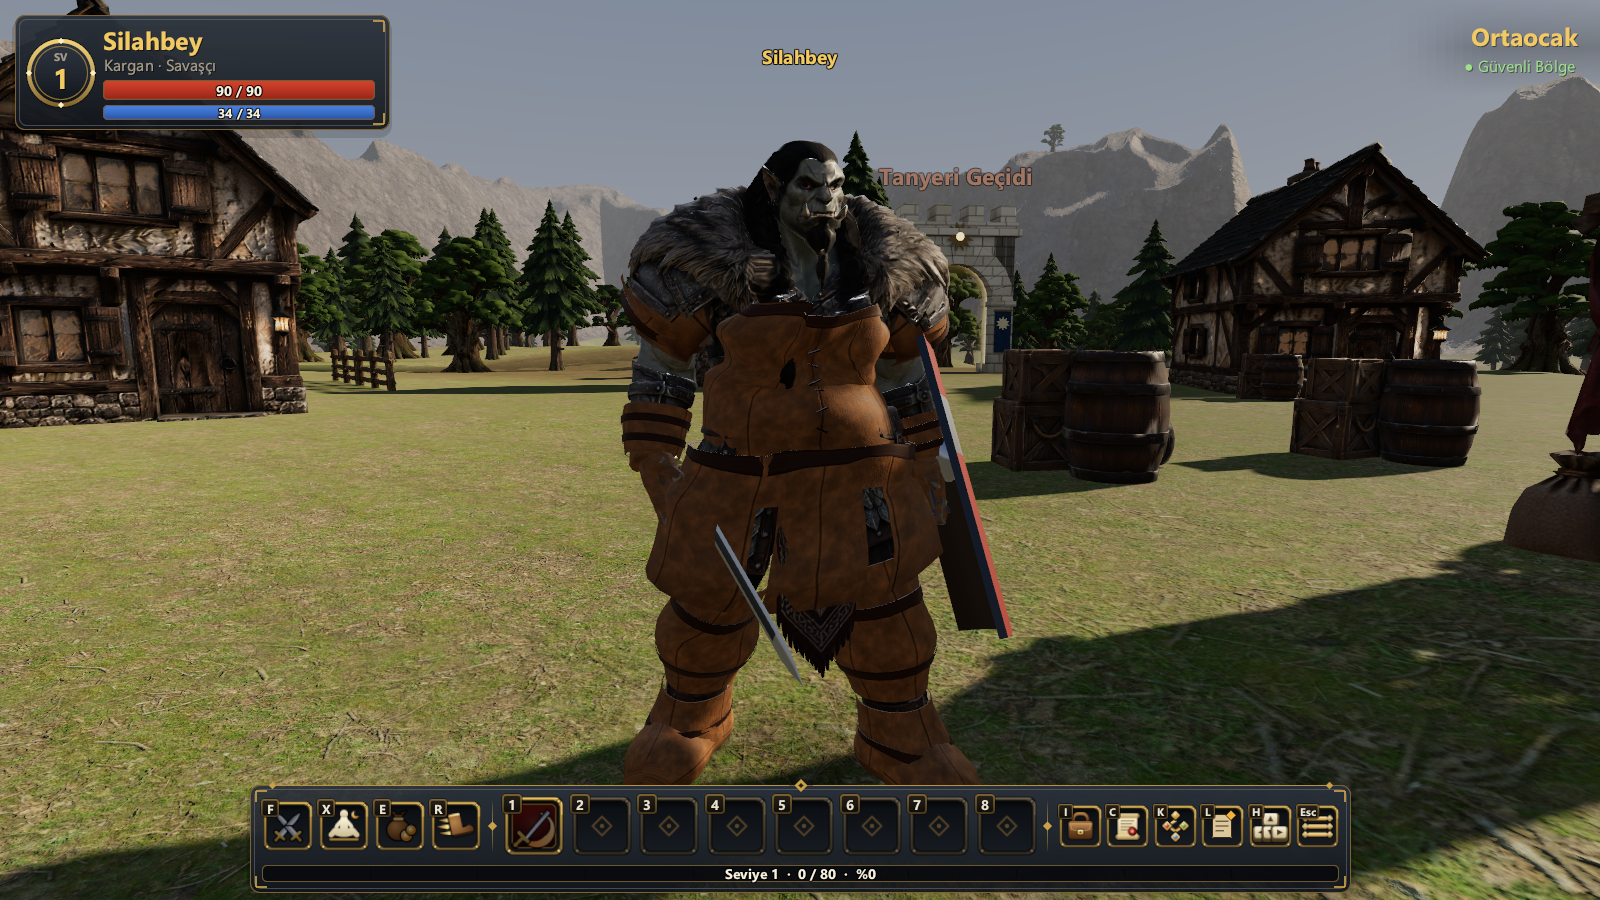 SV
1
Silahbey
Kargan · Savaşçı
90 / 90
34 / 34
Silahbey
Ortaocak
Güvenli Bölge
Tanyeri Geçidi
F X E R 1 2 3 4 5 6 7 8 I C K L H Esc
Seviye 1 · 0 / 80 · %0